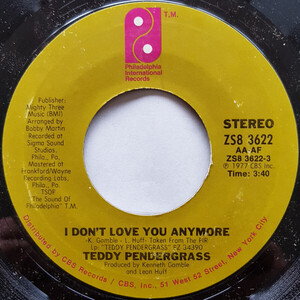 T.M.
Philadelphia
International
Records
Publisher:
Mighty Three
Music (BMI)
Arranged by
Bobby Martin
Recorded at
Sigma Sound
Studios,
Phila., Pa.
Mastered at
Frankford/Wayne
Recording Labs,
Phila., Pa.
TSOP
"The Sound Of
Philadelphia" T.M.
STEREO
ZS8 3622
AA AF
ZS8 3622-3
℗ 1977 CBS Inc.
Time: 3:40
I DON'T LOVE YOU ANYMORE
-K. Gamble - L. Huff- Taken From The PIR
Lp "TEDDY PENDERGRASS" PZ 34390
TEDDY PENDERGRASS
Produced by Kenneth Gamble
and Leon Huff
Distributed by CBS Records/CBS Inc., 51 West 52 Street, New York City